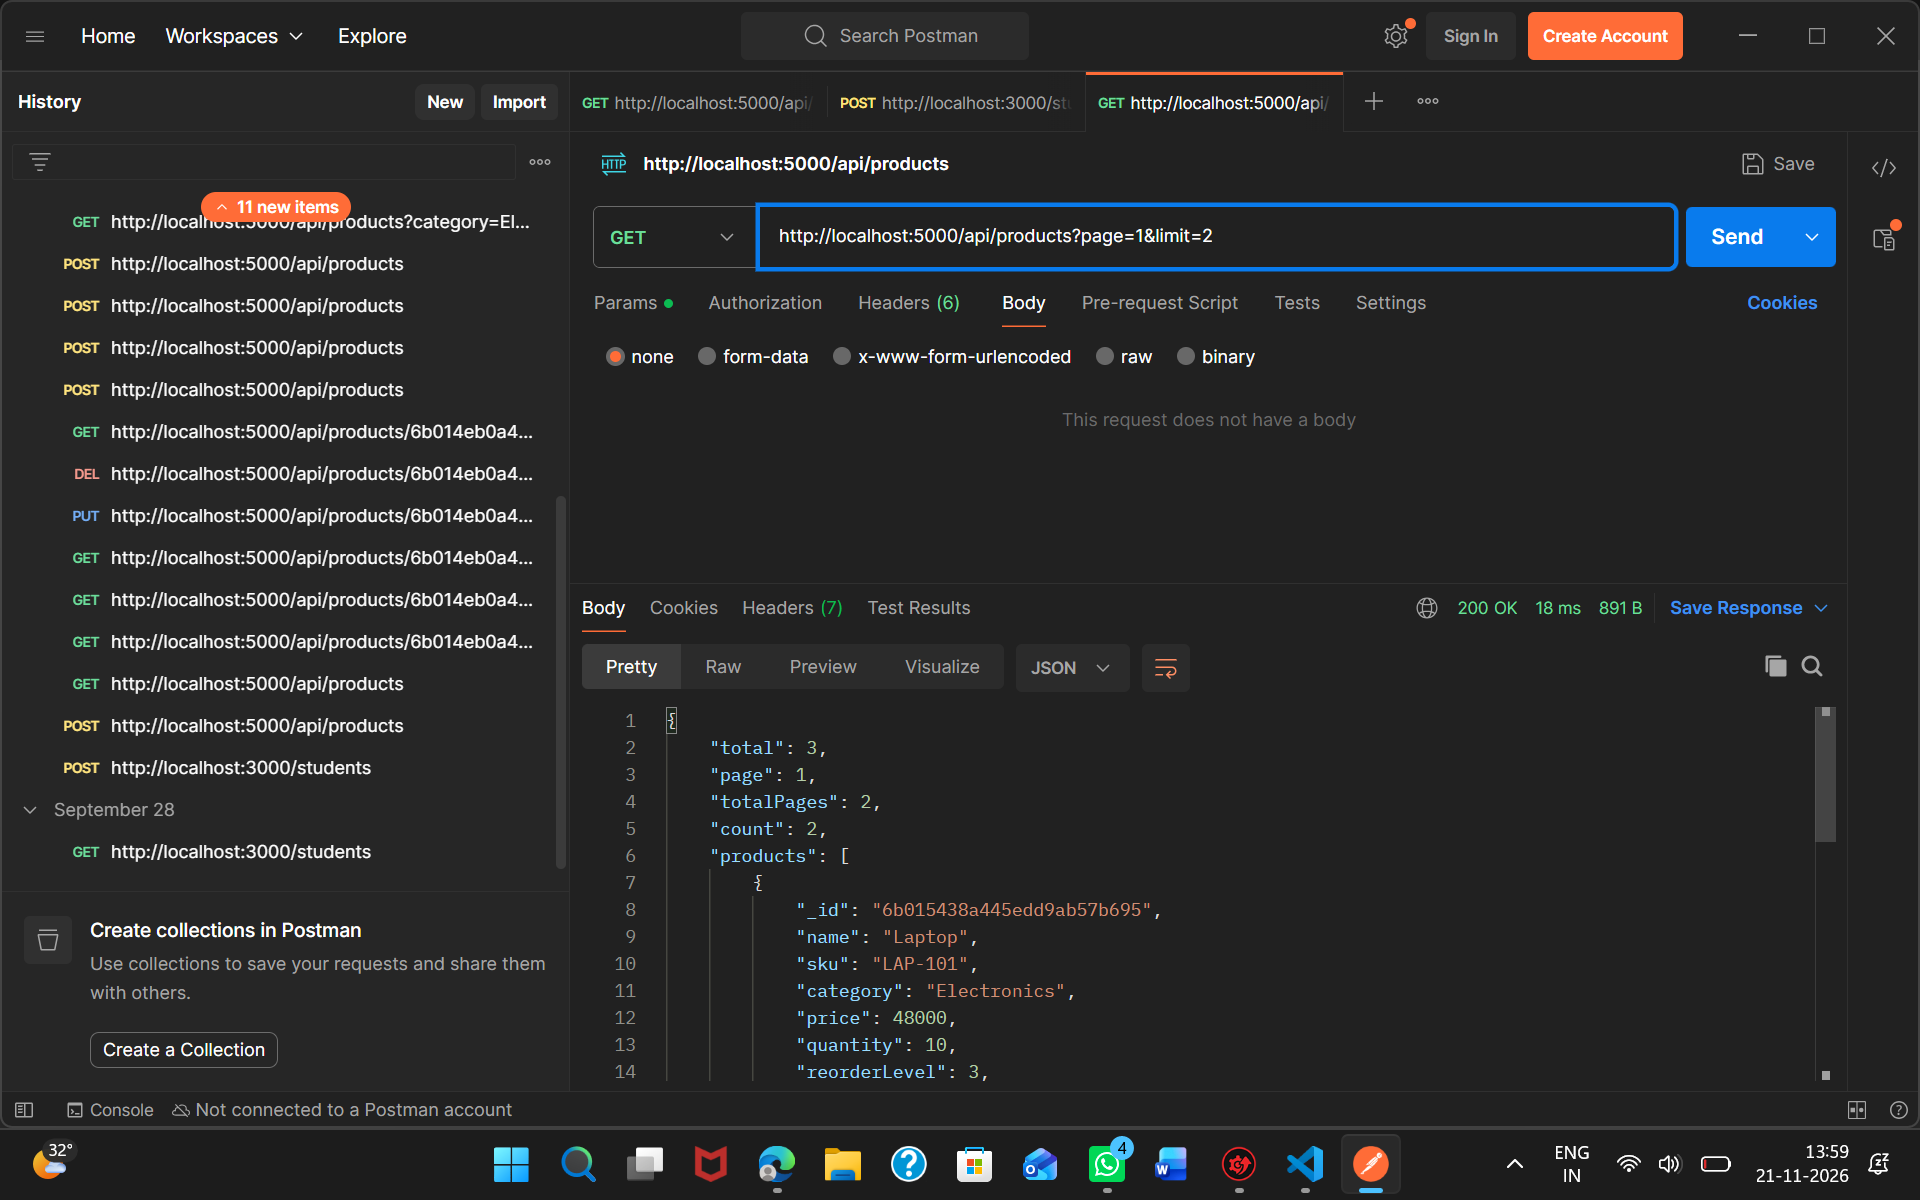 Home Workspaces Explore Search Postman Sign In Create Account
History New Import
GET http://localhost:5000/api/ POST http://localhost:3000/stu GET http://localhost:5000/api/
HTTP http://localhost:5000/api/products Save
11 new items
GET http://localhost:5000/api/products?category=El...
POST http://localhost:5000/api/products
POST http://localhost:5000/api/products
POST http://localhost:5000/api/products
POST http://localhost:5000/api/products
GET http://localhost:5000/api/products/6b014eb0a4...
DEL http://localhost:5000/api/products/6b014eb0a4...
PUT http://localhost:5000/api/products/6b014eb0a4...
GET http://localhost:5000/api/products/6b014eb0a4...
GET http://localhost:5000/api/products/6b014eb0a4...
GET http://localhost:5000/api/products/6b014eb0a4...
GET http://localhost:5000/api/products
POST http://localhost:5000/api/products
POST http://localhost:3000/students
September 28
GET http://localhost:3000/students
Create collections in Postman
Use collections to save your requests and share them
with others.
Create a Collection
GET http://localhost:5000/api/products?page=1&limit=2 Send
Params Authorization Headers (6) Body Pre-request Script Tests Settings Cookies
none form-data x-www-form-urlencoded raw binary
This request does not have a body
Body Cookies Headers (7) Test Results 200 OK 18 ms 891 B Save Response
Pretty Raw Preview Visualize JSON
1 {
2 "total": 3,
3 "page": 1,
4 "totalPages": 2,
5 "count": 2,
6 "products": [
7 {
8 "_id": "6b015438a445edd9ab57b695",
9 "name": "Laptop",
10 "sku": "LAP-101",
11 "category": "Electronics",
12 "price": 48000,
13 "quantity": 10,
14 "reorderLevel": 3,
Console Not connected to a Postman account
32°
4
ENG
IN
13:59
21-11-2026